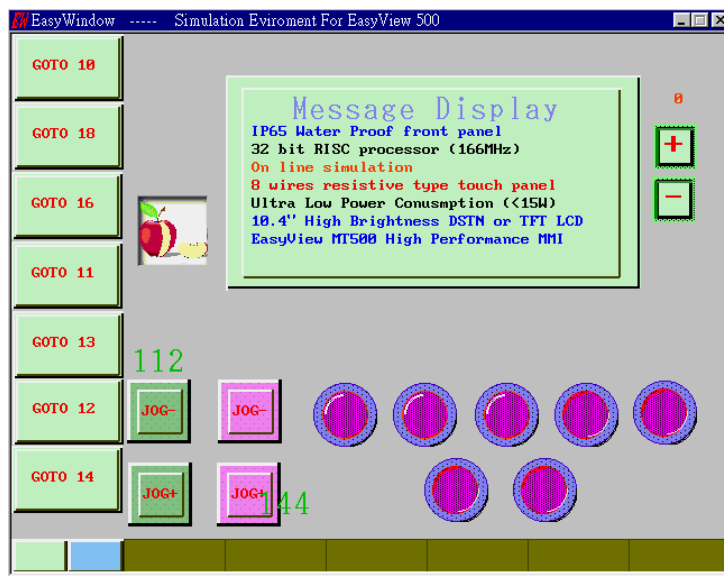 EW EasyWindow ----- Simulation Eviroment For EasyView 500
GOTO 10
GOTO 18
GOTO 16
GOTO 11
GOTO 13
GOTO 12
GOTO 14
Message Display
IP65 Water Proof front panel
32 bit RISC processor (166MHz)
On line simulation
8 wires resistive type touch panel
Ultra Low Power Conusmption (<15W)
10.4'' High Brightness DSTN or TFT LCD
EasyView MT500 High Performance MMI
0
+
-
112
JOG- JOG-
JOG+ JOG+
144